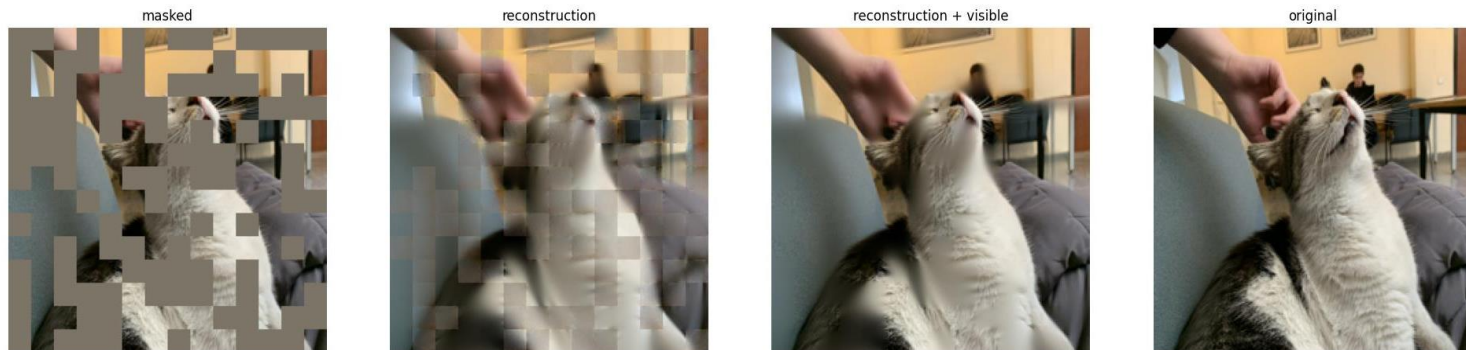 masked
reconstruction
reconstruction + visible
original